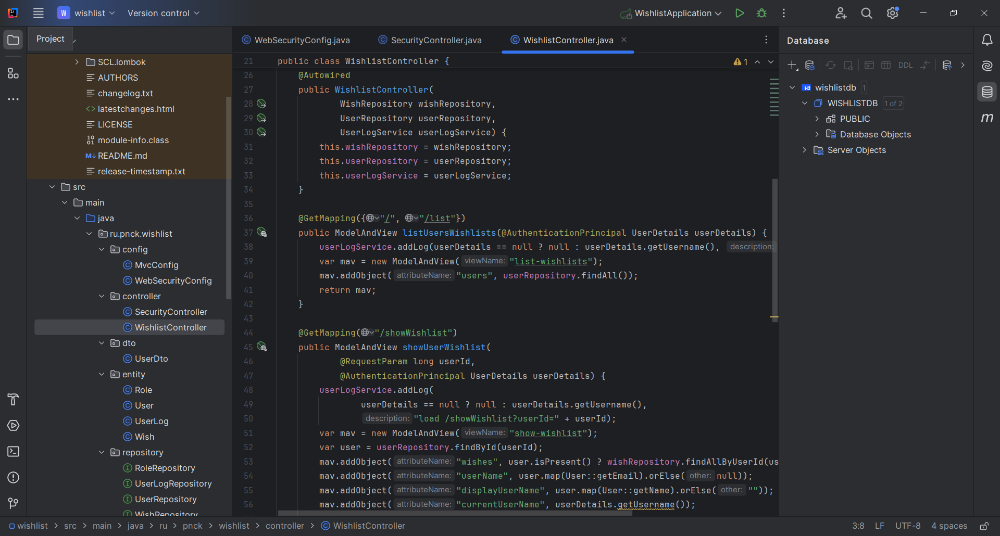 W wishlist Version control WishlistApplication
Project
SCL.lombok
AUTHORS
changelog.txt
latestchanges.html
LICENSE
module-info.class
README.md
release-timestamp.txt
src
main
java
ru.pnck.wishlist
config
MvcConfig
WebSecurityConfig
controller
SecurityController
WishlistController
dto
UserDto
entity
Role
User
UserLog
Wish
repository
RoleRepository
UserLogRepository
UserRepository
WishRepository
WebSecurityConfig.java SecurityController.java WishlistController.java
21 public class WishlistController { 1
26 @Autowired
27 public WishlistController(
28 WishRepository wishRepository,
29 UserRepository userRepository,
30 UserLogService userLogService) {
31 this.wishRepository = wishRepository;
32 this.userRepository = userRepository;
33 this.userLogService = userLogService;
34 }
35
36 @GetMapping({"/", "/list"})
37 public ModelAndView listUsersWishlists(@AuthenticationPrincipal UserDetails userDetails) {
38 userLogService.addLog(userDetails == null ? null : userDetails.getUsername(), description:
39 var mav = new ModelAndView( viewName: "list-wishlists");
40 mav.addObject( attributeName: "users", userRepository.findAll());
41 return mav;
42 }
43
44 @GetMapping("/showWishlist")
45 public ModelAndView showUserWishlist(
46 @RequestParam long userId,
47 @AuthenticationPrincipal UserDetails userDetails) {
48 userLogService.addLog(
49 userDetails == null ? null : userDetails.getUsername(),
50 description: "load /showWishlist?userId=" + userId);
51 var mav = new ModelAndView( viewName: "show-wishlist");
52 var user = userRepository.findById(userId);
53 mav.addObject( attributeName: "wishes", user.isPresent() ? wishRepository.findAllByUserId(us
54 mav.addObject( attributeName: "userName", user.map(User::getEmail).orElse( other: null));
55 mav.addObject( attributeName: "displayUserName", user.map(User::getName).orElse( other: ""));
56 mav.addObject( attributeName: "currentUserName", userDetails.getUsername());
Database
DDL
wishlistdb 1
WISHLISTDB 1 of 2
PUBLIC
Database Objects
Server Objects
wishlist > src > main > java > ru > pnck > wishlist > controller > WishlistController 3:8 LF UTF-8 4 spaces